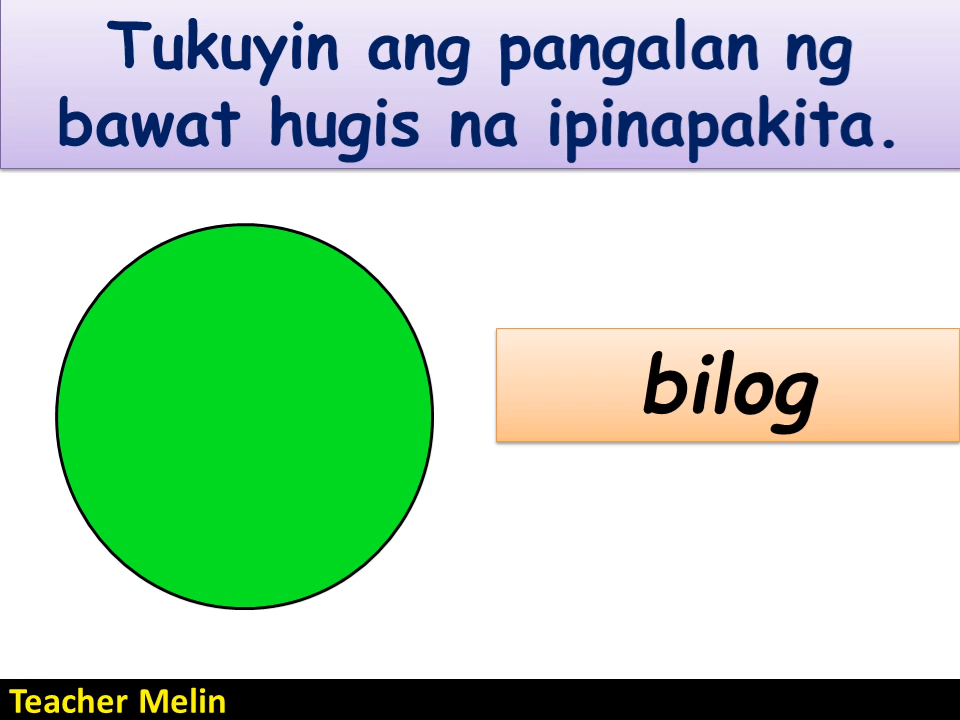 Tukuyin ang pangalan ng
bawat hugis na ipinapakita.
bilog
Teacher Melin